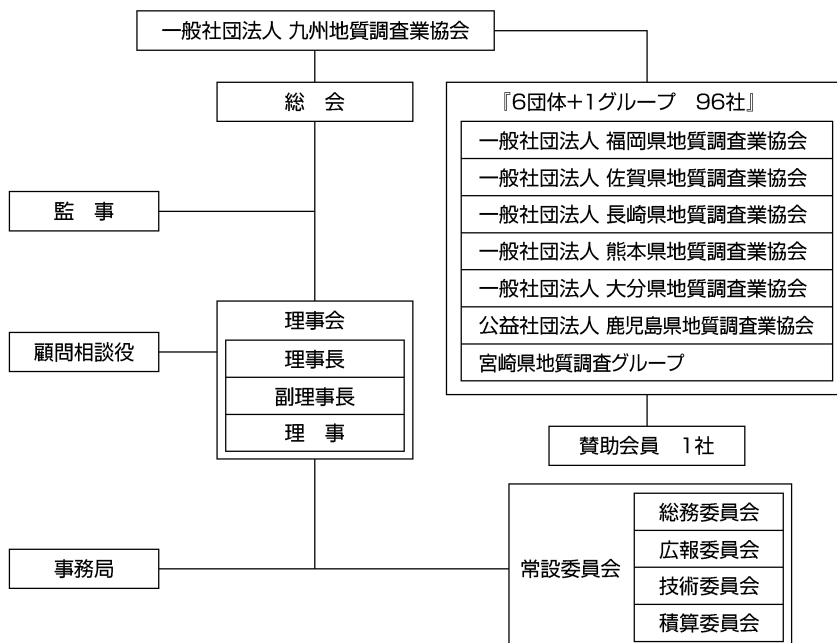 一般社団法人 九州地質調査業協会
総　会
監　事
理事会
理事長
副理事長
理　事
顧問相談役
事務局
『6団体+1グループ　96社』
一般社団法人 福岡県地質調査業協会
一般社団法人 佐賀県地質調査業協会
一般社団法人 長崎県地質調査業協会
一般社団法人 熊本県地質調査業協会
一般社団法人 大分県地質調査業協会
公益社団法人 鹿児島県地質調査業協会
宮崎県地質調査グループ
賛助会員　1社
常設委員会
総務委員会
広報委員会
技術委員会
積算委員会